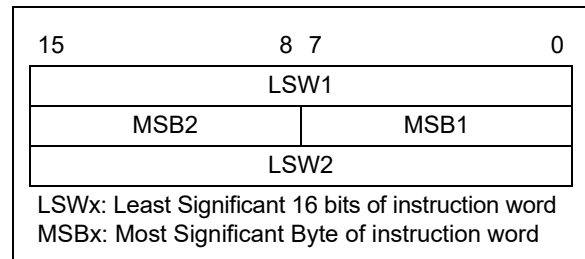 15 8 7 0
LSW1
MSB2 MSB1
LSW2
LSWx: Least Significant 16 bits of instruction word
MSBx: Most Significant Byte of instruction word